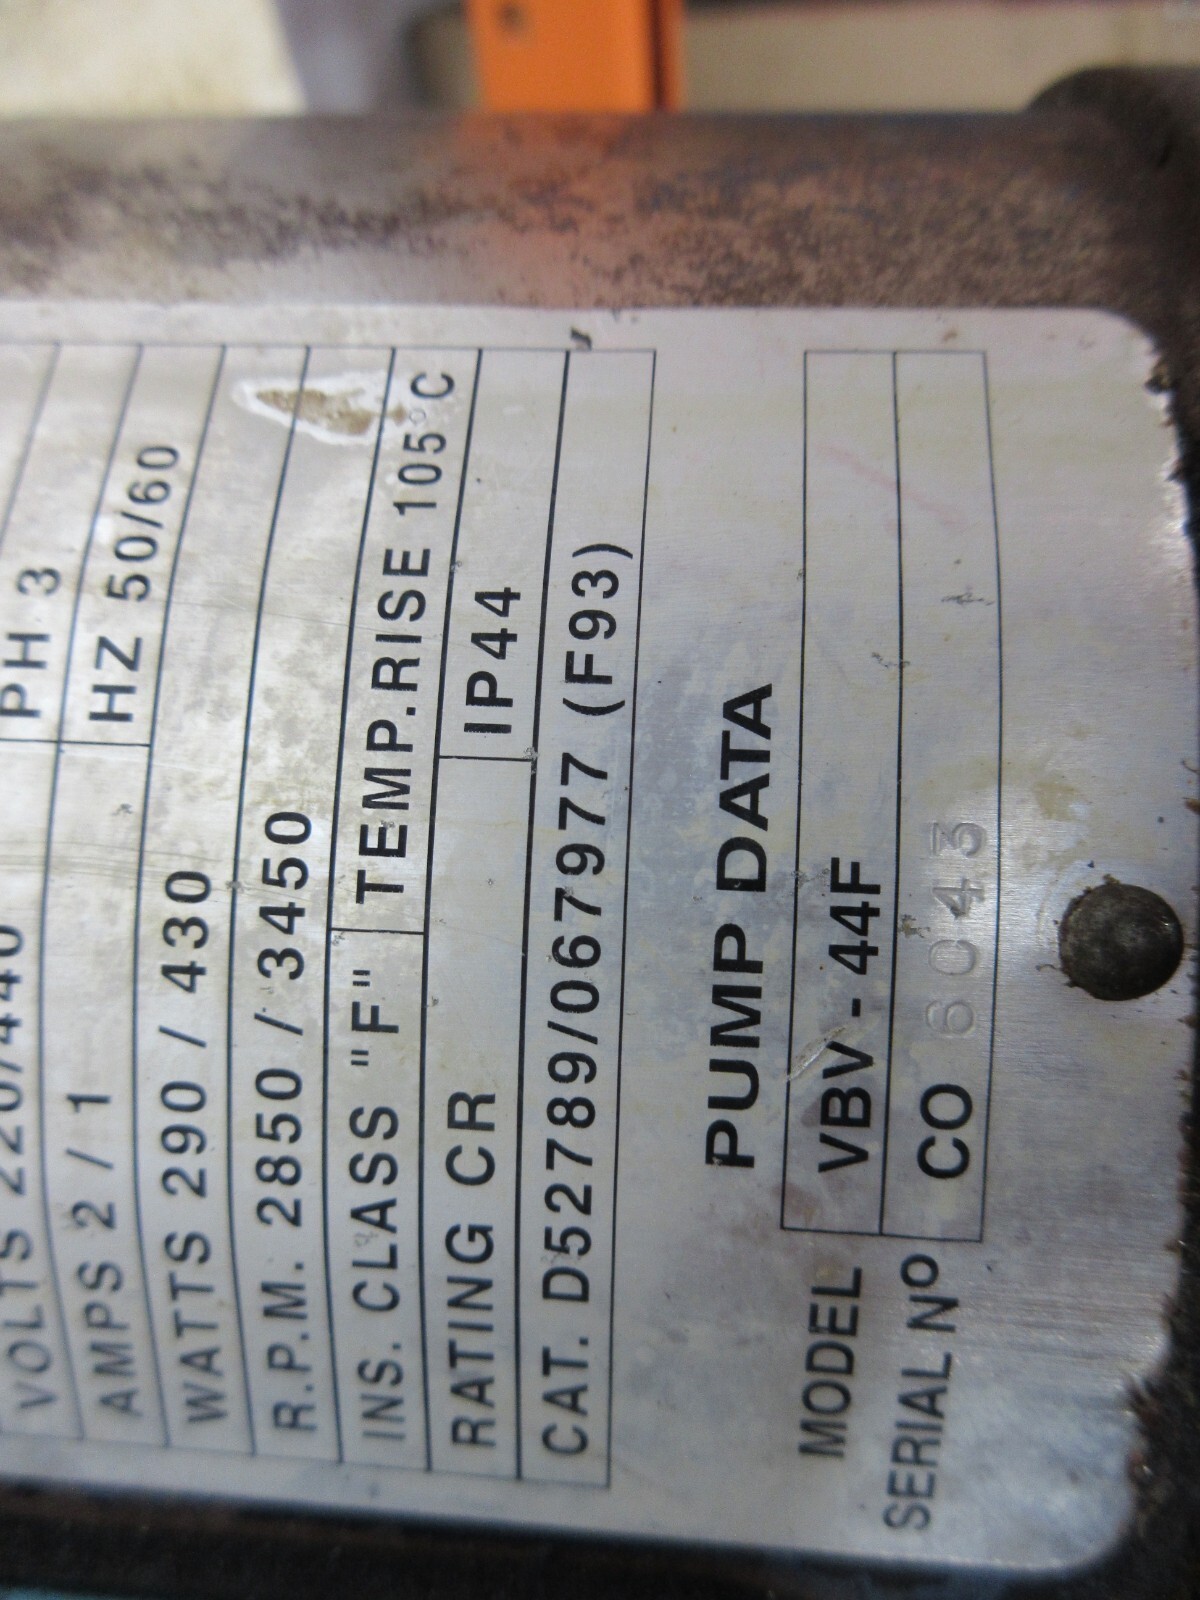 VOLTS 220/440 PH 3
AMPS 2 / 1 HZ 50/60
WATTS 290 / 430
R.P.M. 2850 / 3450
INS. CLASS "F" TEMP.RISE 105°C
RATING CR IP44
CAT. D52789/067977 (F93)
PUMP DATA
MODEL VBV - 44F
SERIAL Nº CO 6C43